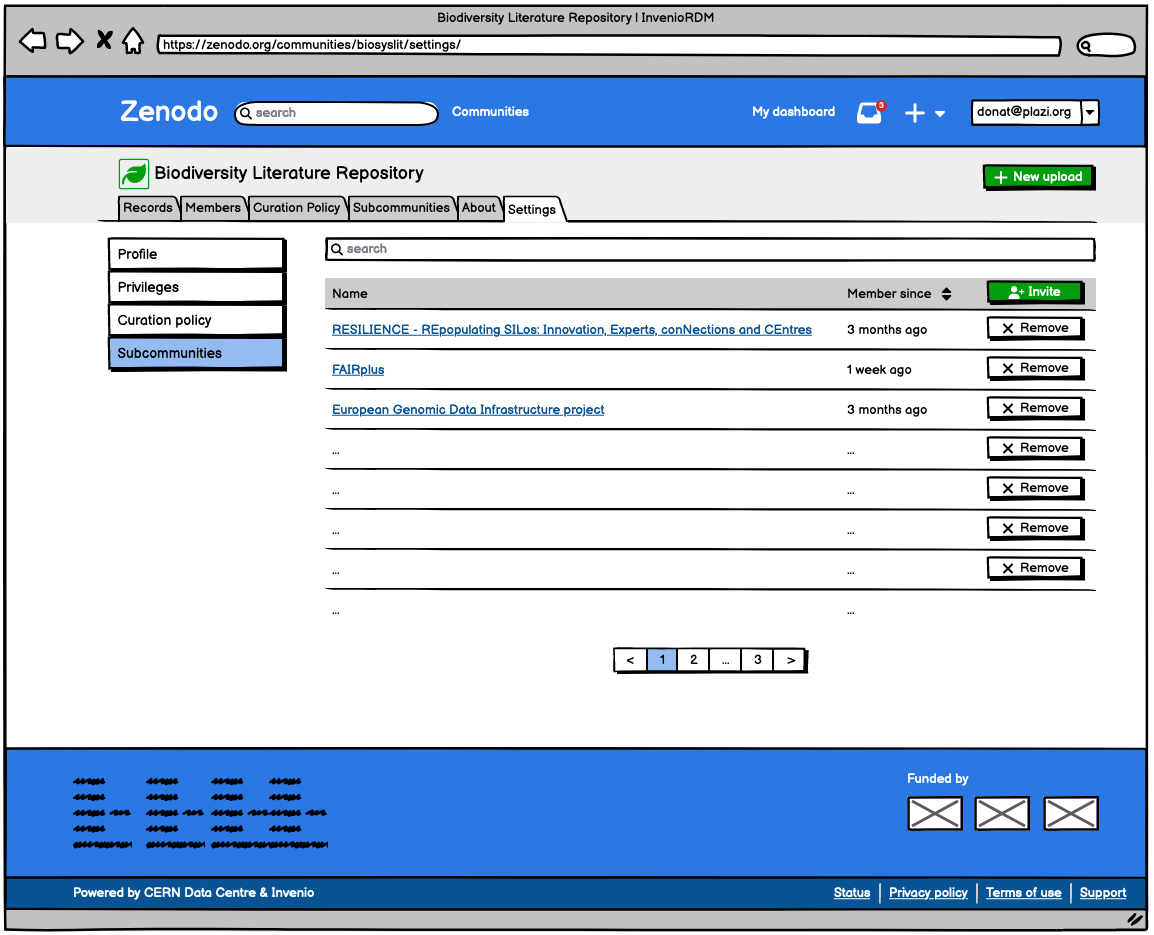 Biodiversity Literature Repository | InvenioRDM
https://zenodo.org/communities/biosyslit/settings/
Zenodo search Communities My dashboard 3 donat@plazi.org
Biodiversity Literature Repository
New upload
Records Members Curation Policy Subcommunities About Settings
Profile
Privileges
Curation policy
Subcommunities
search
Name Member since Invite
RESILIENCE - REpopulating SILos: Innovation, Experts, conNections and CEntres 3 months ago Remove
FAIRplus 1 week ago Remove
European Genomic Data Infrastructure project 3 months ago Remove
... ... Remove
... ... Remove
... ... Remove
... ... Remove
... ...
< 1 2 ... 3 >
Funded by
Powered by CERN Data Centre & Invenio
Status Privacy policy Terms of use Support